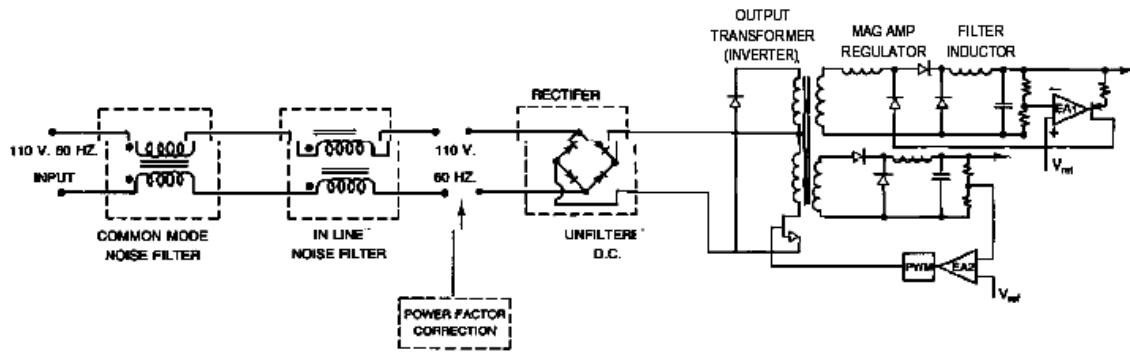 OUTPUT
TRANSFORMER
(INVERTER)
MAG AMP
REGULATOR
FILTER
INDUCTOR
RECTIFER
110 V. 60 HZ.
INPUT
110 V.
60 HZ.
COMMON MODE
NOISE FILTER
IN LINE
NOISE FILTER
UNFILTERE
D.C.
POWER FACTOR
CORRECTION
EA1
Vref
PWM
EA2
Vref